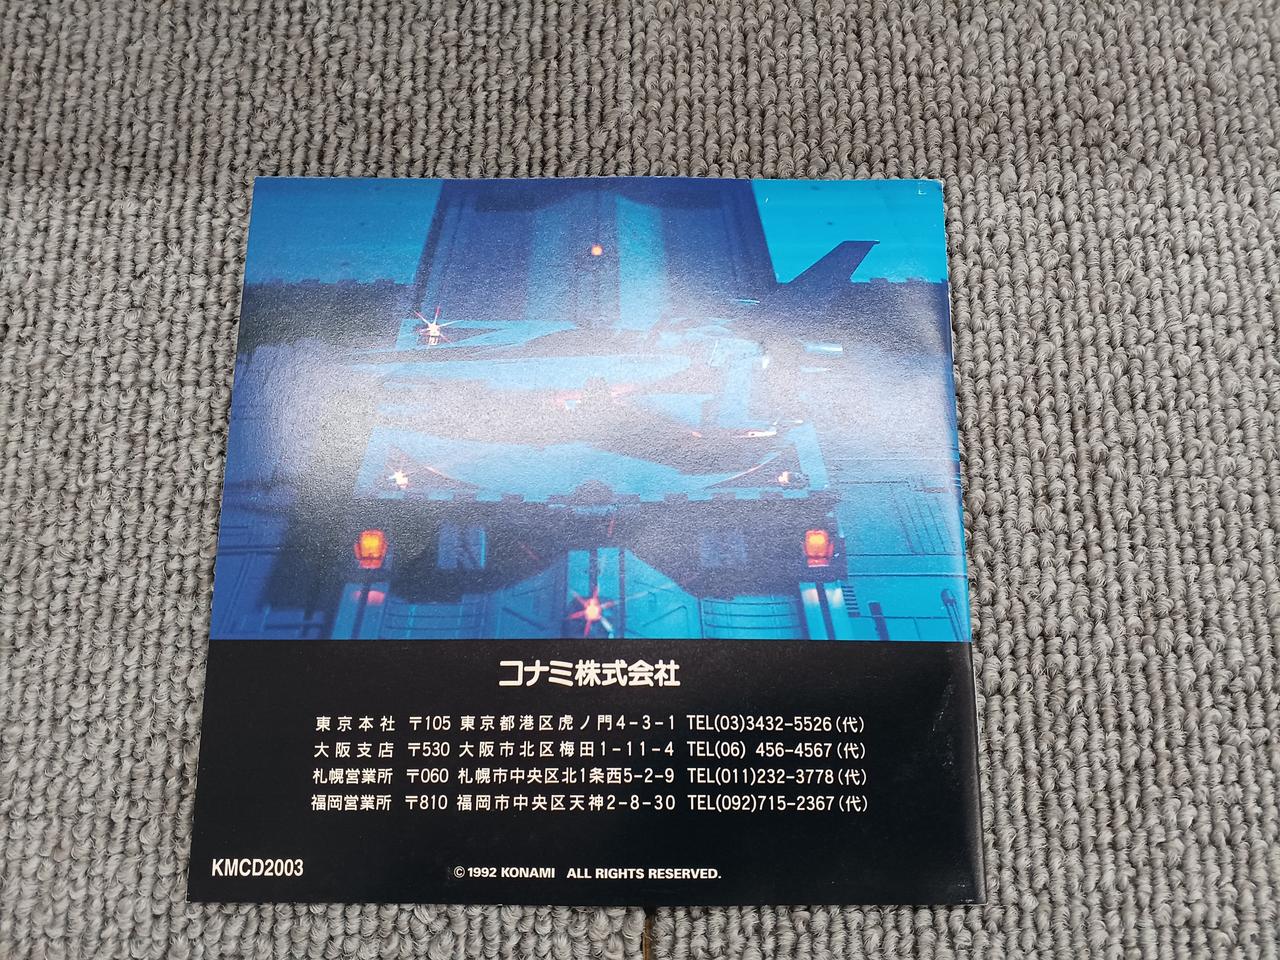 コナミ株式会社
東京本社 〒105 東京都港区虎ノ門4-3-1 TEL(03)3432-5526(代)
大阪支店 〒530 大阪市北区梅田1-11-4 TEL(06) 456-4567(代)
札幌営業所 〒060 札幌市中央区北1条西5-2-9 TEL(011)232-3778(代)
福岡営業所 〒810 福岡市中央区天神2-8-30 TEL(092)715-2367(代)
KMCD2003
©1992 KONAMI ALL RIGHTS RESERVED.